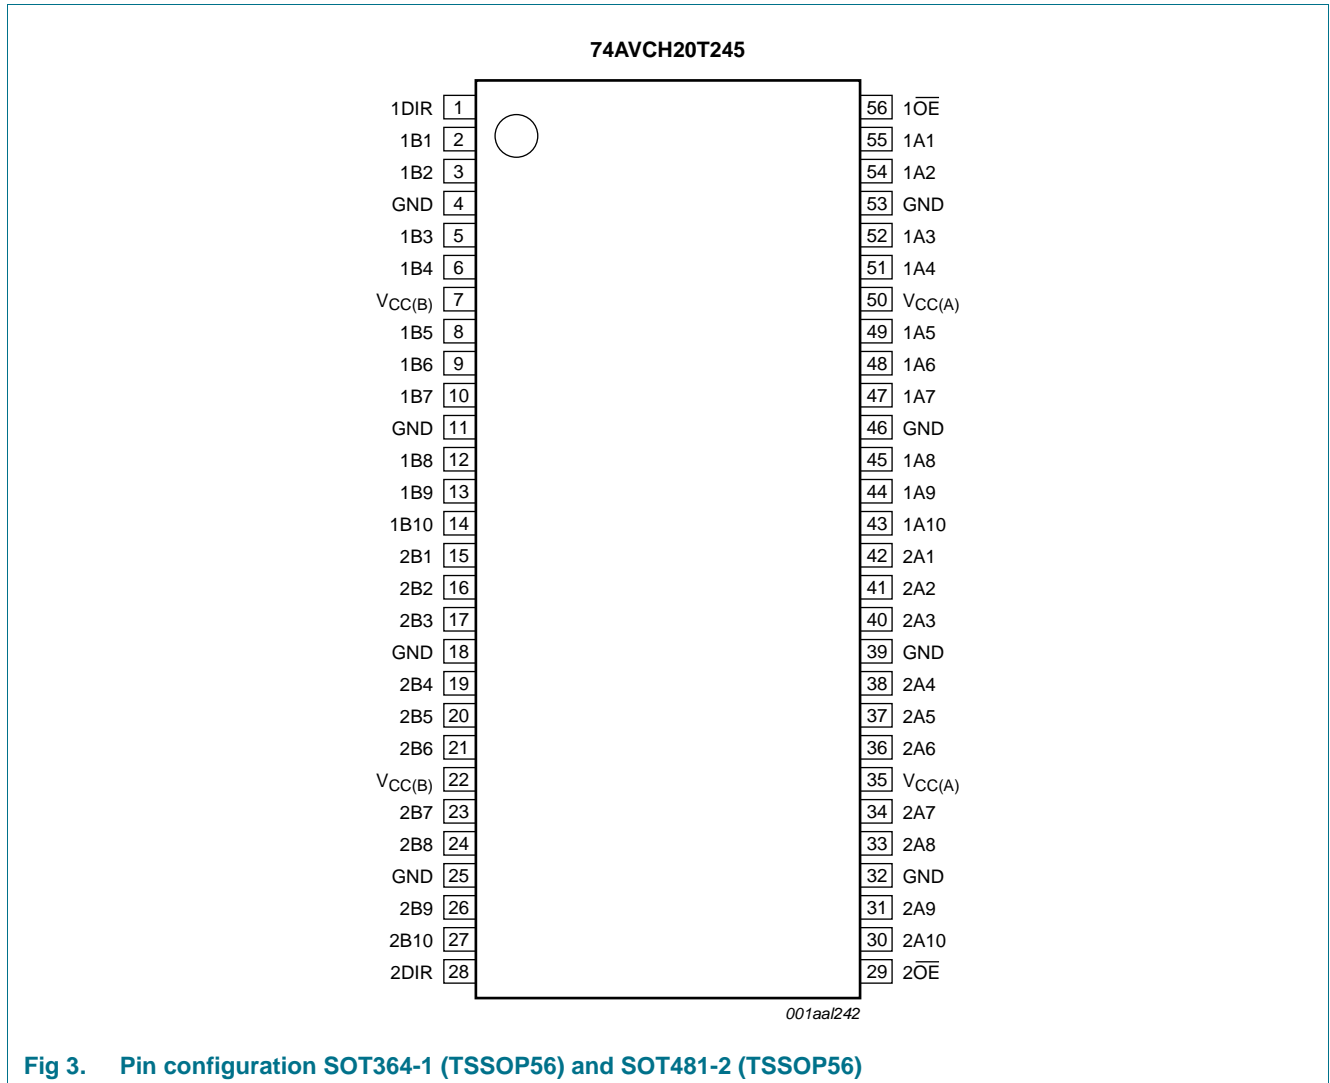 74AVCH20T245
1DIR 1 56 1OE
1B1 2 55 1A1
1B2 3 54 1A2
GND 4 53 GND
1B3 5 52 1A3
1B4 6 51 1A4
VCC(B) 7 50 VCC(A)
1B5 8 49 1A5
1B6 9 48 1A6
1B7 10 47 1A7
GND 11 46 GND
1B8 12 45 1A8
1B9 13 44 1A9
1B10 14 43 1A10
2B1 15 42 2A1
2B2 16 41 2A2
2B3 17 40 2A3
GND 18 39 GND
2B4 19 38 2A4
2B5 20 37 2A5
2B6 21 36 2A6
VCC(B) 22 35 VCC(A)
2B7 23 34 2A7
2B8 24 33 2A8
GND 25 32 GND
2B9 26 31 2A9
2B10 27 30 2A10
2DIR 28 29 2OE
001aal242
Fig 3. Pin configuration SOT364-1 (TSSOP56) and SOT481-2 (TSSOP56)